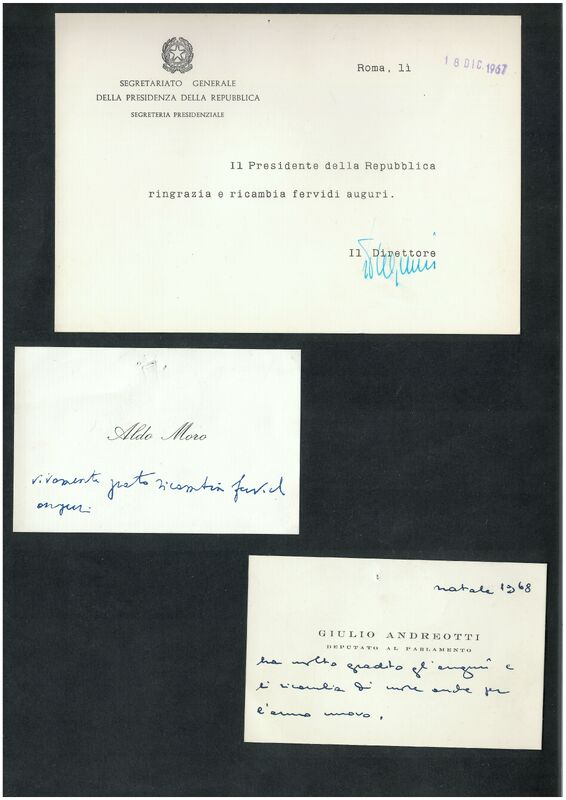 SEGRETARIATO GENERALE
DELLA PRESIDENZA DELLA REPUBBLICA
SEGRETERIA PRESIDENZIALE
Roma, lì 18 DIC. 1967
Il Presidente della Repubblica
ringrazia e ricambia fervidi auguri.
Il Direttore
Aldo Moro
vivamente grato ricambia fervidi
auguri
natale 1968
GIULIO ANDREOTTI
DEPUTATO AL PARLAMENTO
ha molto gradito gli auguri e
li ricambia di cuore anche per
l'anno nuovo.